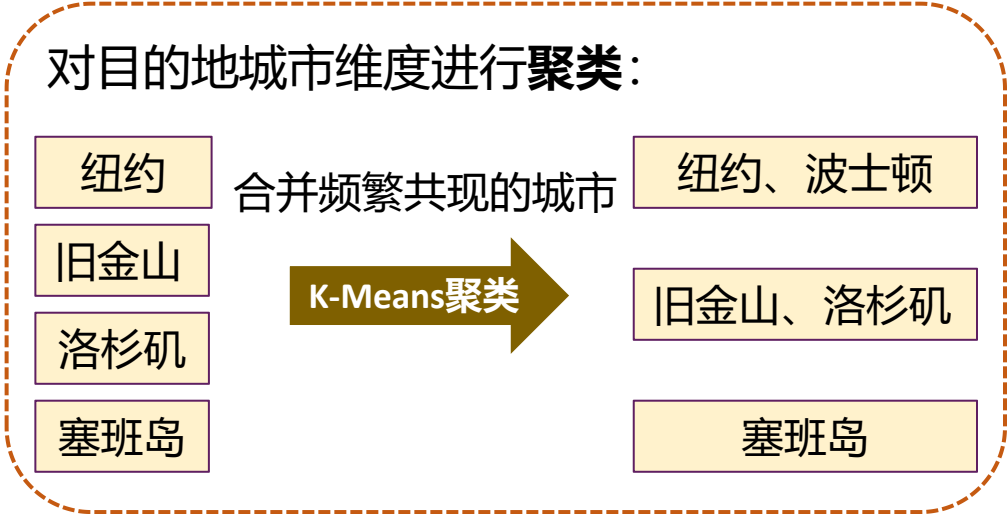 对目的地城市维度进行聚类：
纽约
旧金山
洛杉矶
塞班岛
合并频繁共现的城市
K-Means聚类
纽约、波士顿
旧金山、洛杉矶
塞班岛